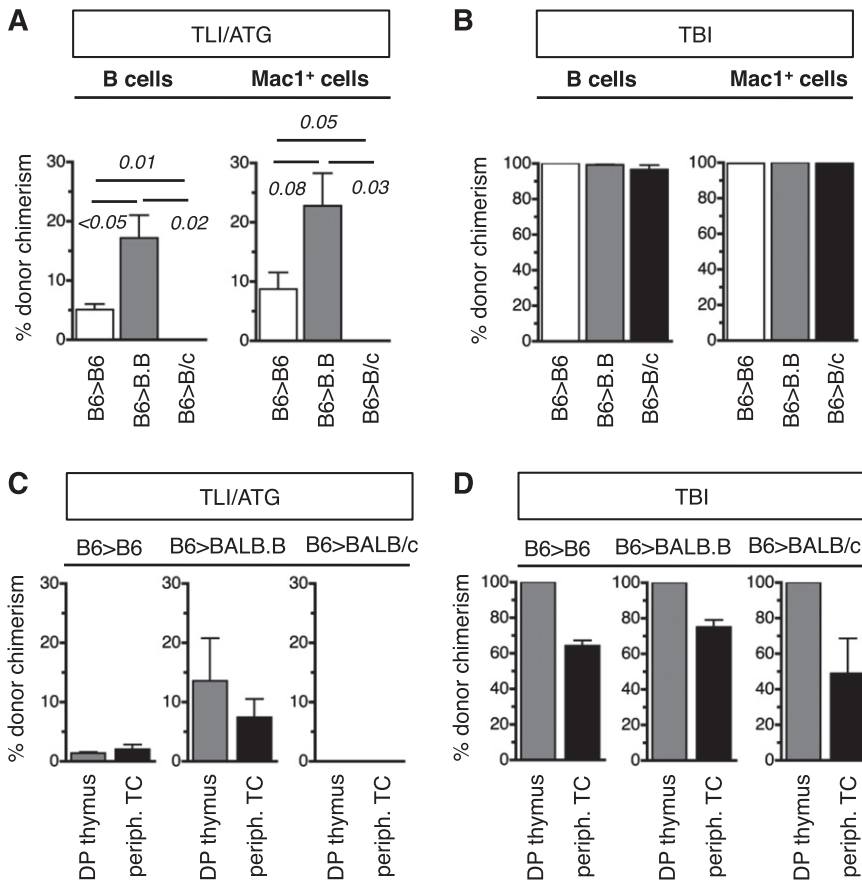 A
TLI/ATG
B cells
Mac1+ cells
0.05
0.01
<0.05
0.02
0.08
0.03
% donor chimerism
30
20
10
0
30
20
10
0
B6>B6
B6>B.B
B6>B/c
B6>B6
B6>B.B
B6>B/c
B
TBI
B cells
Mac1+ cells
% donor chimerism
100
80
60
40
20
0
100
80
60
40
20
0
B6>B6
B6>B.B
B6>B/c
B6>B6
B6>B.B
B6>B/c
C
TLI/ATG
B6>B6
B6>BALB.B
B6>BALB/c
% donor chimerism
30
20
10
0
30
20
10
0
30
20
10
0
DP thymus
periph. TC
DP thymus
periph. TC
DP thymus
periph. TC
D
TBI
B6>B6
B6>BALB.B
B6>BALB/c
% donor chimerism
100
80
60
40
20
0
100
80
60
40
20
0
100
80
60
40
20
0
DP thymus
periph. TC
DP thymus
periph. TC
DP thymus
periph. TC